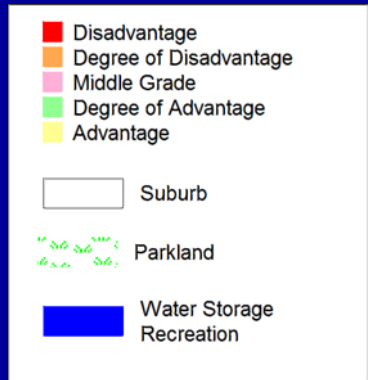 Disadvantage
Degree of Disadvantage
Middle Grade
Degree of Advantage
Advantage
Suburb
Parkland
Water Storage
Recreation